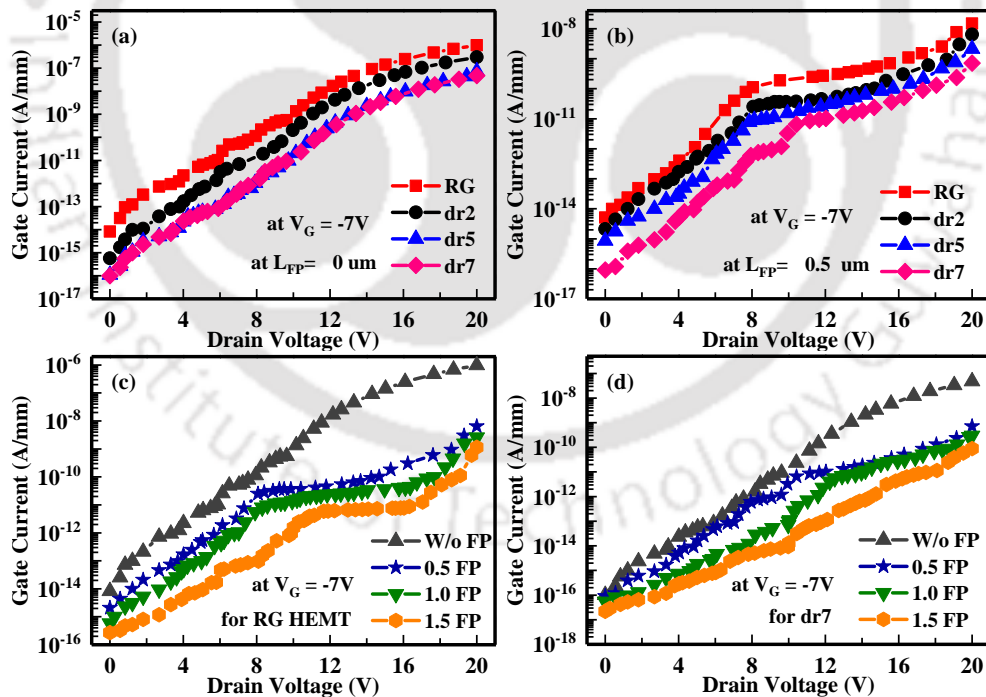 (a)
Gate Current (A/mm)
10^-5
10^-7
10^-9
10^-11
10^-13
10^-15
10^-17
RG
dr2
dr5
dr7
at V_G = -7V
at L_FP= 0 um
0 4 8 12 16 20
Drain Voltage (V)
(b)
Gate Current (A/mm)
10^-8
10^-11
10^-14
10^-17
RG
dr2
dr5
dr7
at V_G = -7V
at L_FP= 0.5 um
0 4 8 12 16 20
Drain Voltage (V)
(c)
Gate Current (A/mm)
10^-6
10^-8
10^-10
10^-12
10^-14
10^-16
W/o FP
0.5 FP
1.0 FP
1.5 FP
at V_G = -7V
for RG HEMT
0 4 8 12 16 20
Drain Voltage (V)
(d)
Gate Current (A/mm)
10^-8
10^-10
10^-12
10^-14
10^-16
10^-18
W/o FP
0.5 FP
1.0 FP
1.5 FP
at V_G = -7V
for dr7
0 4 8 12 16 20
Drain Voltage (V)